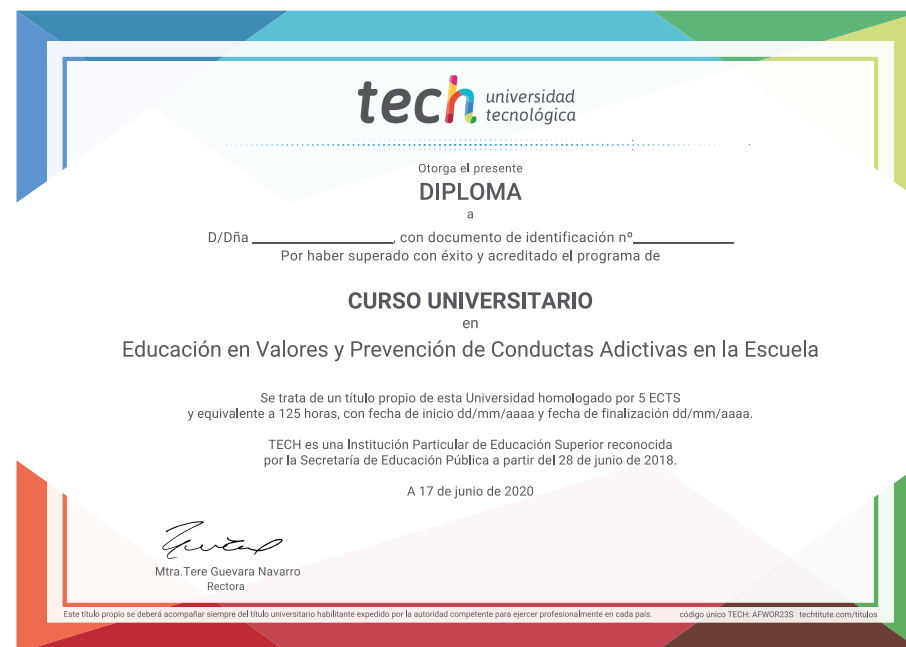 tech universidad
tecnológica
Otorga el presente
DIPLOMA
a
D/Dña ____________________, con documento de identificación nº______________
Por haber superado con éxito y acreditado el programa de
CURSO UNIVERSITARIO
en
Educación en Valores y Prevención de Conductas Adictivas en la Escuela
Se trata de un título propio de esta Universidad homologado por 5 ECTS
y equivalente a 125 horas, con fecha de inicio dd/mm/aaaa y fecha de finalización dd/mm/aaaa.
TECH es una Institución Particular de Educación Superior reconocida
por la Secretaría de Educación Pública a partir del 28 de junio de 2018.
A 17 de junio de 2020
Mtra.Tere Guevara Navarro
Rectora
Este título propio se deberá acompañar siempre del título universitario habilitante expedido por la autoridad competente para ejercer profesionalmente en cada país. código único TECH: AFWOR23S techtitute.com/titulos